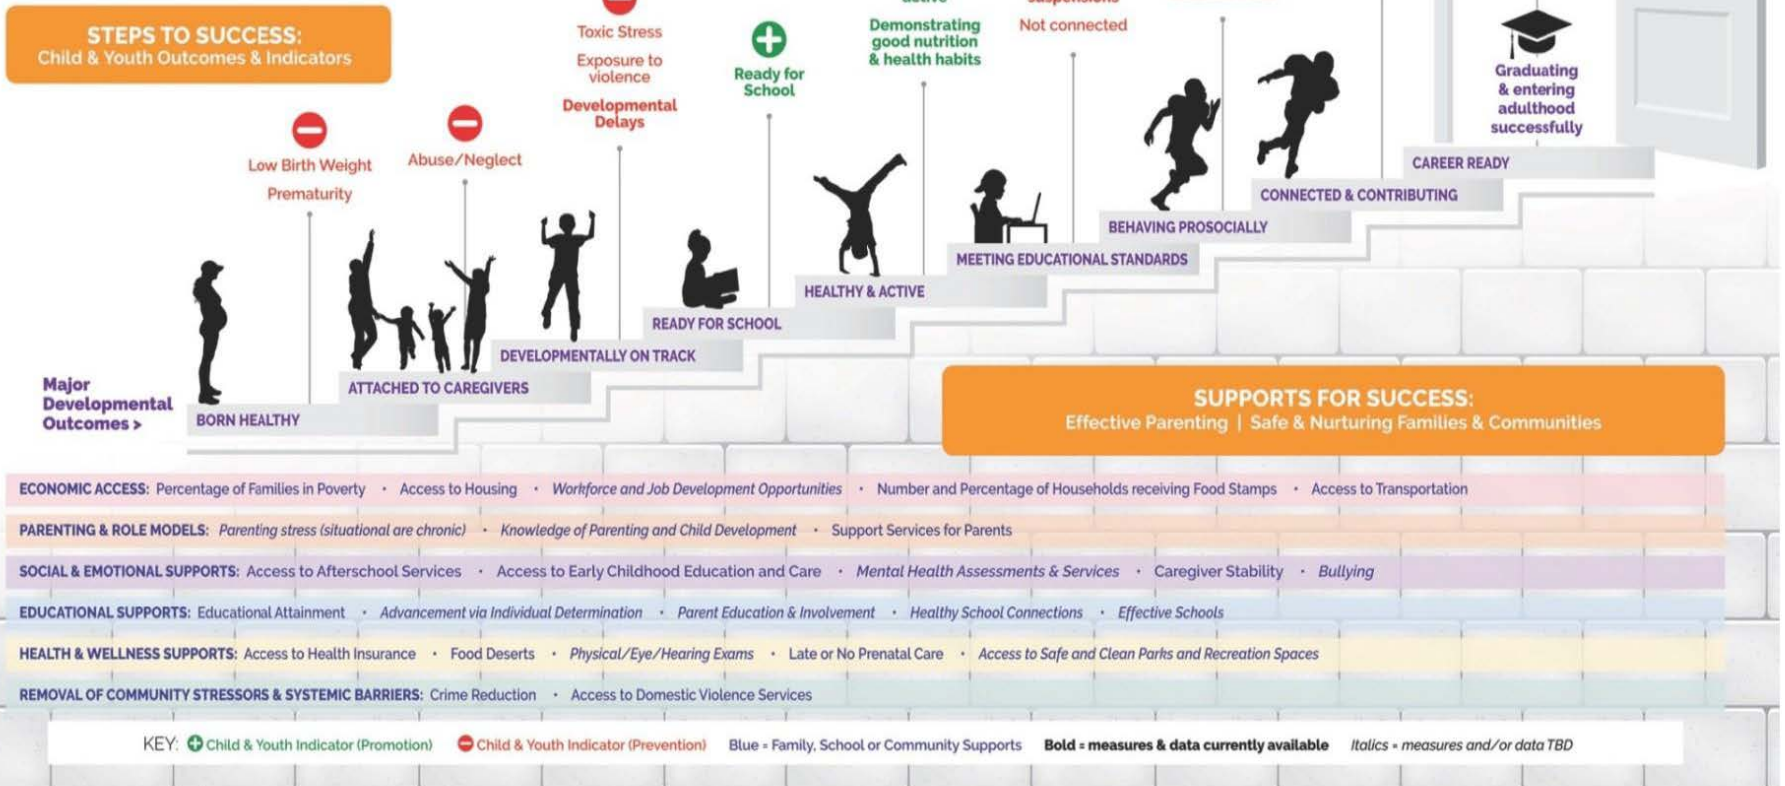 STEPS TO SUCCESS:
Child & Youth Outcomes & Indicators
Low Birth Weight
Prematurity
Abuse/Neglect
Toxic Stress
Exposure to
violence
Developmental
Delays
Ready for
School
active
Demonstrating
good nutrition
& health habits
suspensions
Not connected
Graduating
& entering
adulthood
successfully
CAREER READY
CONNECTED & CONTRIBUTING
BEHAVING PROSOCIALLY
MEETING EDUCATIONAL STANDARDS
HEALTHY & ACTIVE
READY FOR SCHOOL
DEVELOPMENTALLY ON TRACK
ATTACHED TO CAREGIVERS
BORN HEALTHY
Major
Developmental
Outcomes >
SUPPORTS FOR SUCCESS:
Effective Parenting | Safe & Nurturing Families & Communities
ECONOMIC ACCESS: Percentage of Families in Poverty • Access to Housing • Workforce and Job Development Opportunities • Number and Percentage of Households receiving Food Stamps • Access to Transportation
PARENTING & ROLE MODELS: Parenting stress (situational are chronic) • Knowledge of Parenting and Child Development • Support Services for Parents
SOCIAL & EMOTIONAL SUPPORTS: Access to Afterschool Services • Access to Early Childhood Education and Care • Mental Health Assessments & Services • Caregiver Stability • Bullying
EDUCATIONAL SUPPORTS: Educational Attainment • Advancement via Individual Determination • Parent Education & Involvement • Healthy School Connections • Effective Schools
HEALTH & WELLNESS SUPPORTS: Access to Health Insurance • Food Deserts • Physical/Eye/Hearing Exams • Late or No Prenatal Care • Access to Safe and Clean Parks and Recreation Spaces
REMOVAL OF COMMUNITY STRESSORS & SYSTEMIC BARRIERS: Crime Reduction • Access to Domestic Violence Services
KEY: Child & Youth Indicator (Promotion) Child & Youth Indicator (Prevention) Blue = Family, School or Community Supports Bold = measures & data currently available Italics = measures and/or data TBD